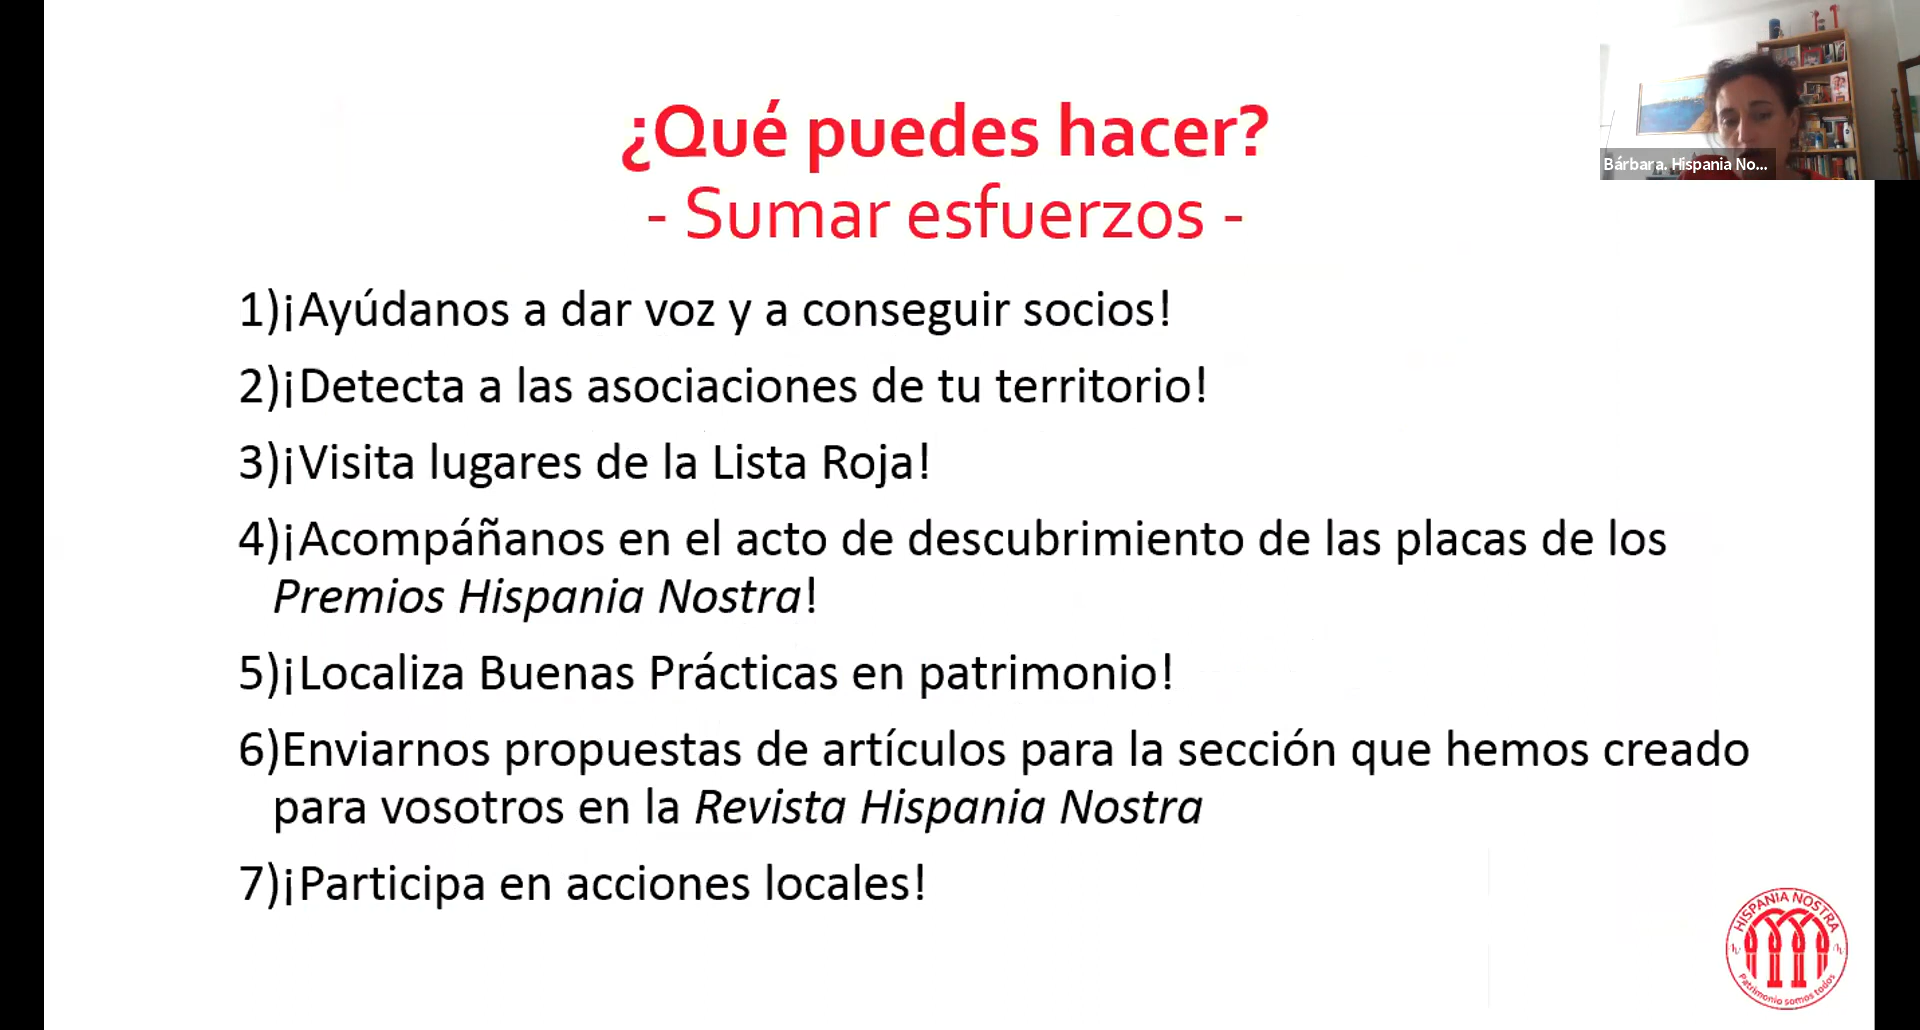 ¿Qué puedes hacer?
- Sumar esfuerzos -
Bárbara. Hispania No...
1)¡Ayúdanos a dar voz y a conseguir socios!
2)¡Detecta a las asociaciones de tu territorio!
3)¡Visita lugares de la Lista Roja!
4)¡Acompáñanos en el acto de descubrimiento de las placas de los
Premios Hispania Nostra!
5)¡Localiza Buenas Prácticas en patrimonio!
6)Enviarnos propuestas de artículos para la sección que hemos creado
para vosotros en la Revista Hispania Nostra
7)¡Participa en acciones locales!
HISPANIA NOSTRA
Patrimonio somos todos